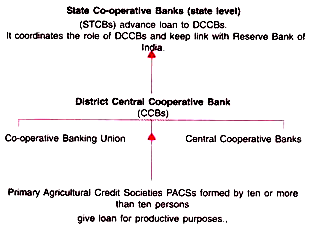 State Co-operative Banks (state level)
(STCBs) advance loan to DCCBs.
It coordinates the role of DCCBs and keep link with Reserve Bank of
India.
District Central Cooperative Bank
(CCBs)
Co-operative Banking Union Central Cooperative Banks
Primary Agricultural Credit Societies PACSs formed by ten or more
than ten persons
give loan for productive purposes.,